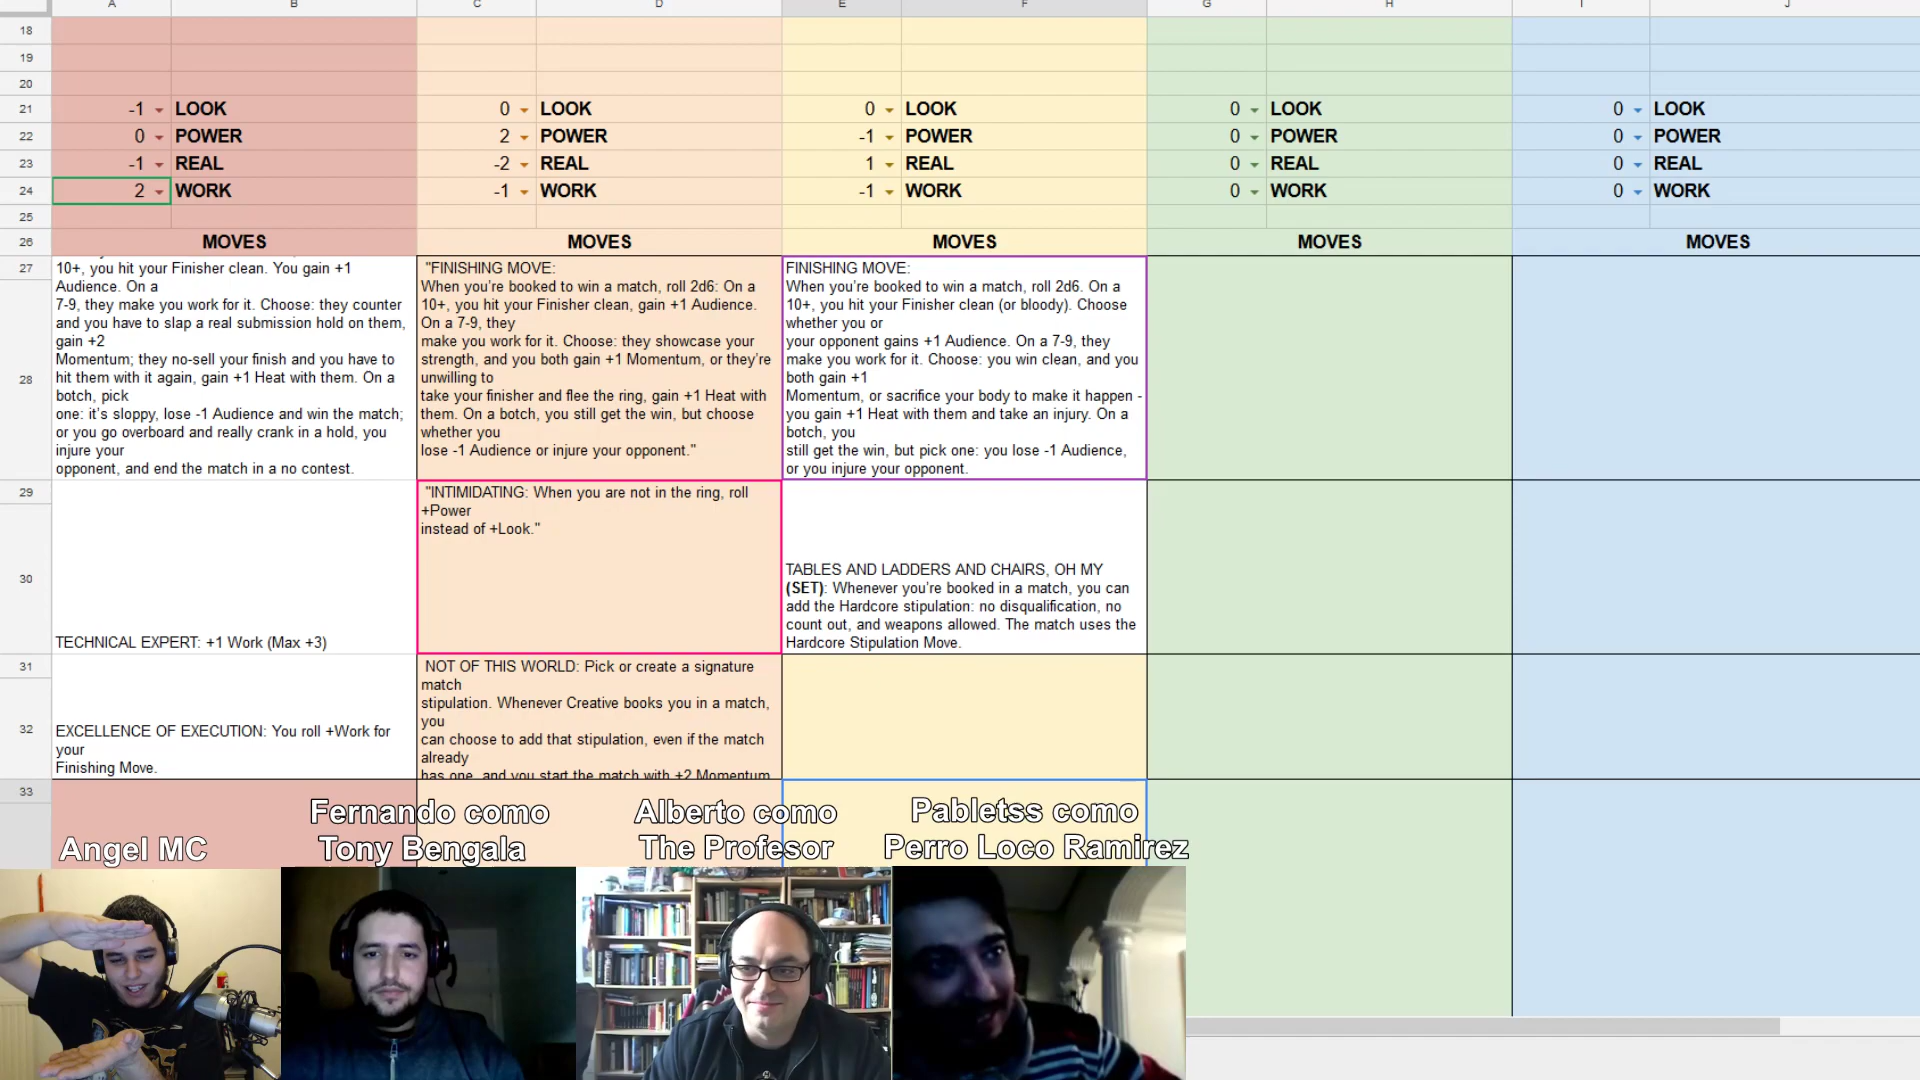 A B C D E F G H I J
18
19
20
21 -1 LOOK 0 LOOK 0 LOOK 0 LOOK 0 LOOK
22 0 POWER 2 POWER -1 POWER 0 POWER 0 POWER
23 -1 REAL -2 REAL 1 REAL 0 REAL 0 REAL
24 2 WORK -1 WORK -1 WORK 0 WORK 0 WORK
25
26 MOVES MOVES MOVES MOVES MOVES
27
28
10+, you hit your Finisher clean. You gain +1
Audience. On a
7-9, they make you work for it. Choose: they counter
and you have to slap a real submission hold on them,
gain +2
Momentum; they no-sell your finish and you have to
hit them with it again, gain +1 Heat with them. On a
botch, pick
one: it's sloppy, lose -1 Audience and win the match;
or you go overboard and really crank in a hold, you
injure your
opponent, and end the match in a no contest.
"FINISHING MOVE:
When you're booked to win a match, roll 2d6: On a
10+, you hit your Finisher clean, gain +1 Audience.
On a 7-9, they
make you work for it. Choose: they showcase your
strength, and you both gain +1 Momentum, or they're
unwilling to
take your finisher and flee the ring, gain +1 Heat with
them. On a botch, you still get the win, but choose
whether you
lose -1 Audience or injure your opponent."
FINISHING MOVE:
When you're booked to win a match, roll 2d6. On a
10+, you hit your Finisher clean (or bloody). Choose
whether you or
your opponent gains +1 Audience. On a 7-9, they
make you work for it. Choose: you win clean, and you
both gain +1
Momentum, or sacrifice your body to make it happen -
you gain +1 Heat with them and take an injury. On a
botch, you
still get the win, but pick one: you lose -1 Audience,
or you injure your opponent.
29
30
TECHNICAL EXPERT: +1 Work (Max +3)
"INTIMIDATING: When you are not in the ring, roll
+Power
instead of +Look."
TABLES AND LADDERS AND CHAIRS, OH MY
(SET): Whenever you're booked in a match, you can
add the Hardcore stipulation: no disqualification, no
count out, and weapons allowed. The match uses the
Hardcore Stipulation Move.
31
32
EXCELLENCE OF EXECUTION: You roll +Work for
your
Finishing Move.
NOT OF THIS WORLD: Pick or create a signature
match
stipulation. Whenever Creative books you in a match,
you
can choose to add that stipulation, even if the match
already
has one, and you start the match with +2 Momentum
33
Angel MC
Fernando como
Tony Bengala
Alberto como
The Profesor
Pabletss como
Perro Loco Ramirez